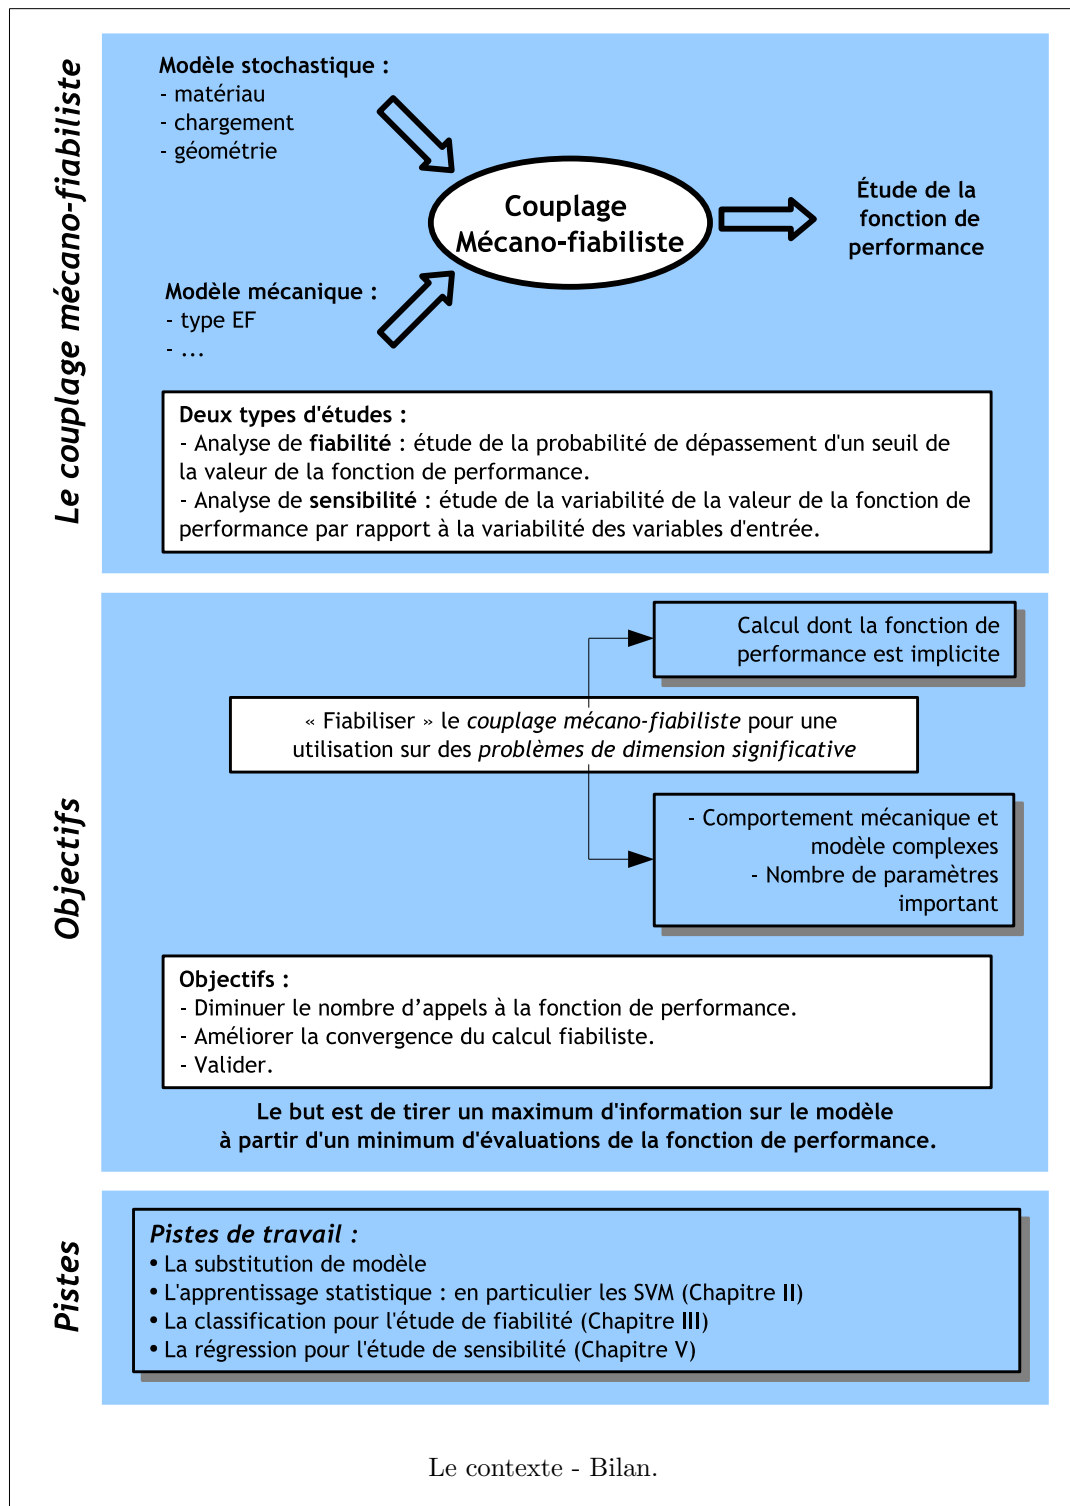 Le couplage mécano-fiabiliste
Modèle stochastique :
- matériau
- chargement
- géométrie
Couplage
Mécano-fiabiliste
Étude de la
fonction de
performance
Modèle mécanique :
- type EF
- ...
Deux types d'études :
- Analyse de fiabilité : étude de la probabilité de dépassement d'un seuil de
la valeur de la fonction de performance.
- Analyse de sensibilité : étude de la variabilité de la valeur de la fonction de
performance par rapport à la variabilité des variables d'entrée.
Objectifs
Calcul dont la fonction de
performance est implicite
« Fiabiliser » le couplage mécano-fiabiliste pour une
utilisation sur des problèmes de dimension significative
- Comportement mécanique et
modèle complexes
- Nombre de paramètres
important
Objectifs :
- Diminuer le nombre d’appels à la fonction de performance.
- Améliorer la convergence du calcul fiabiliste.
- Valider.
Le but est de tirer un maximum d'information sur le modèle
à partir d'un minimum d'évaluations de la fonction de performance.
Pistes
Pistes de travail :
• La substitution de modèle
• L'apprentissage statistique : en particulier les SVM (Chapitre II)
• La classification pour l'étude de fiabilité (Chapitre III)
• La régression pour l'étude de sensibilité (Chapitre V)
Le contexte - Bilan.